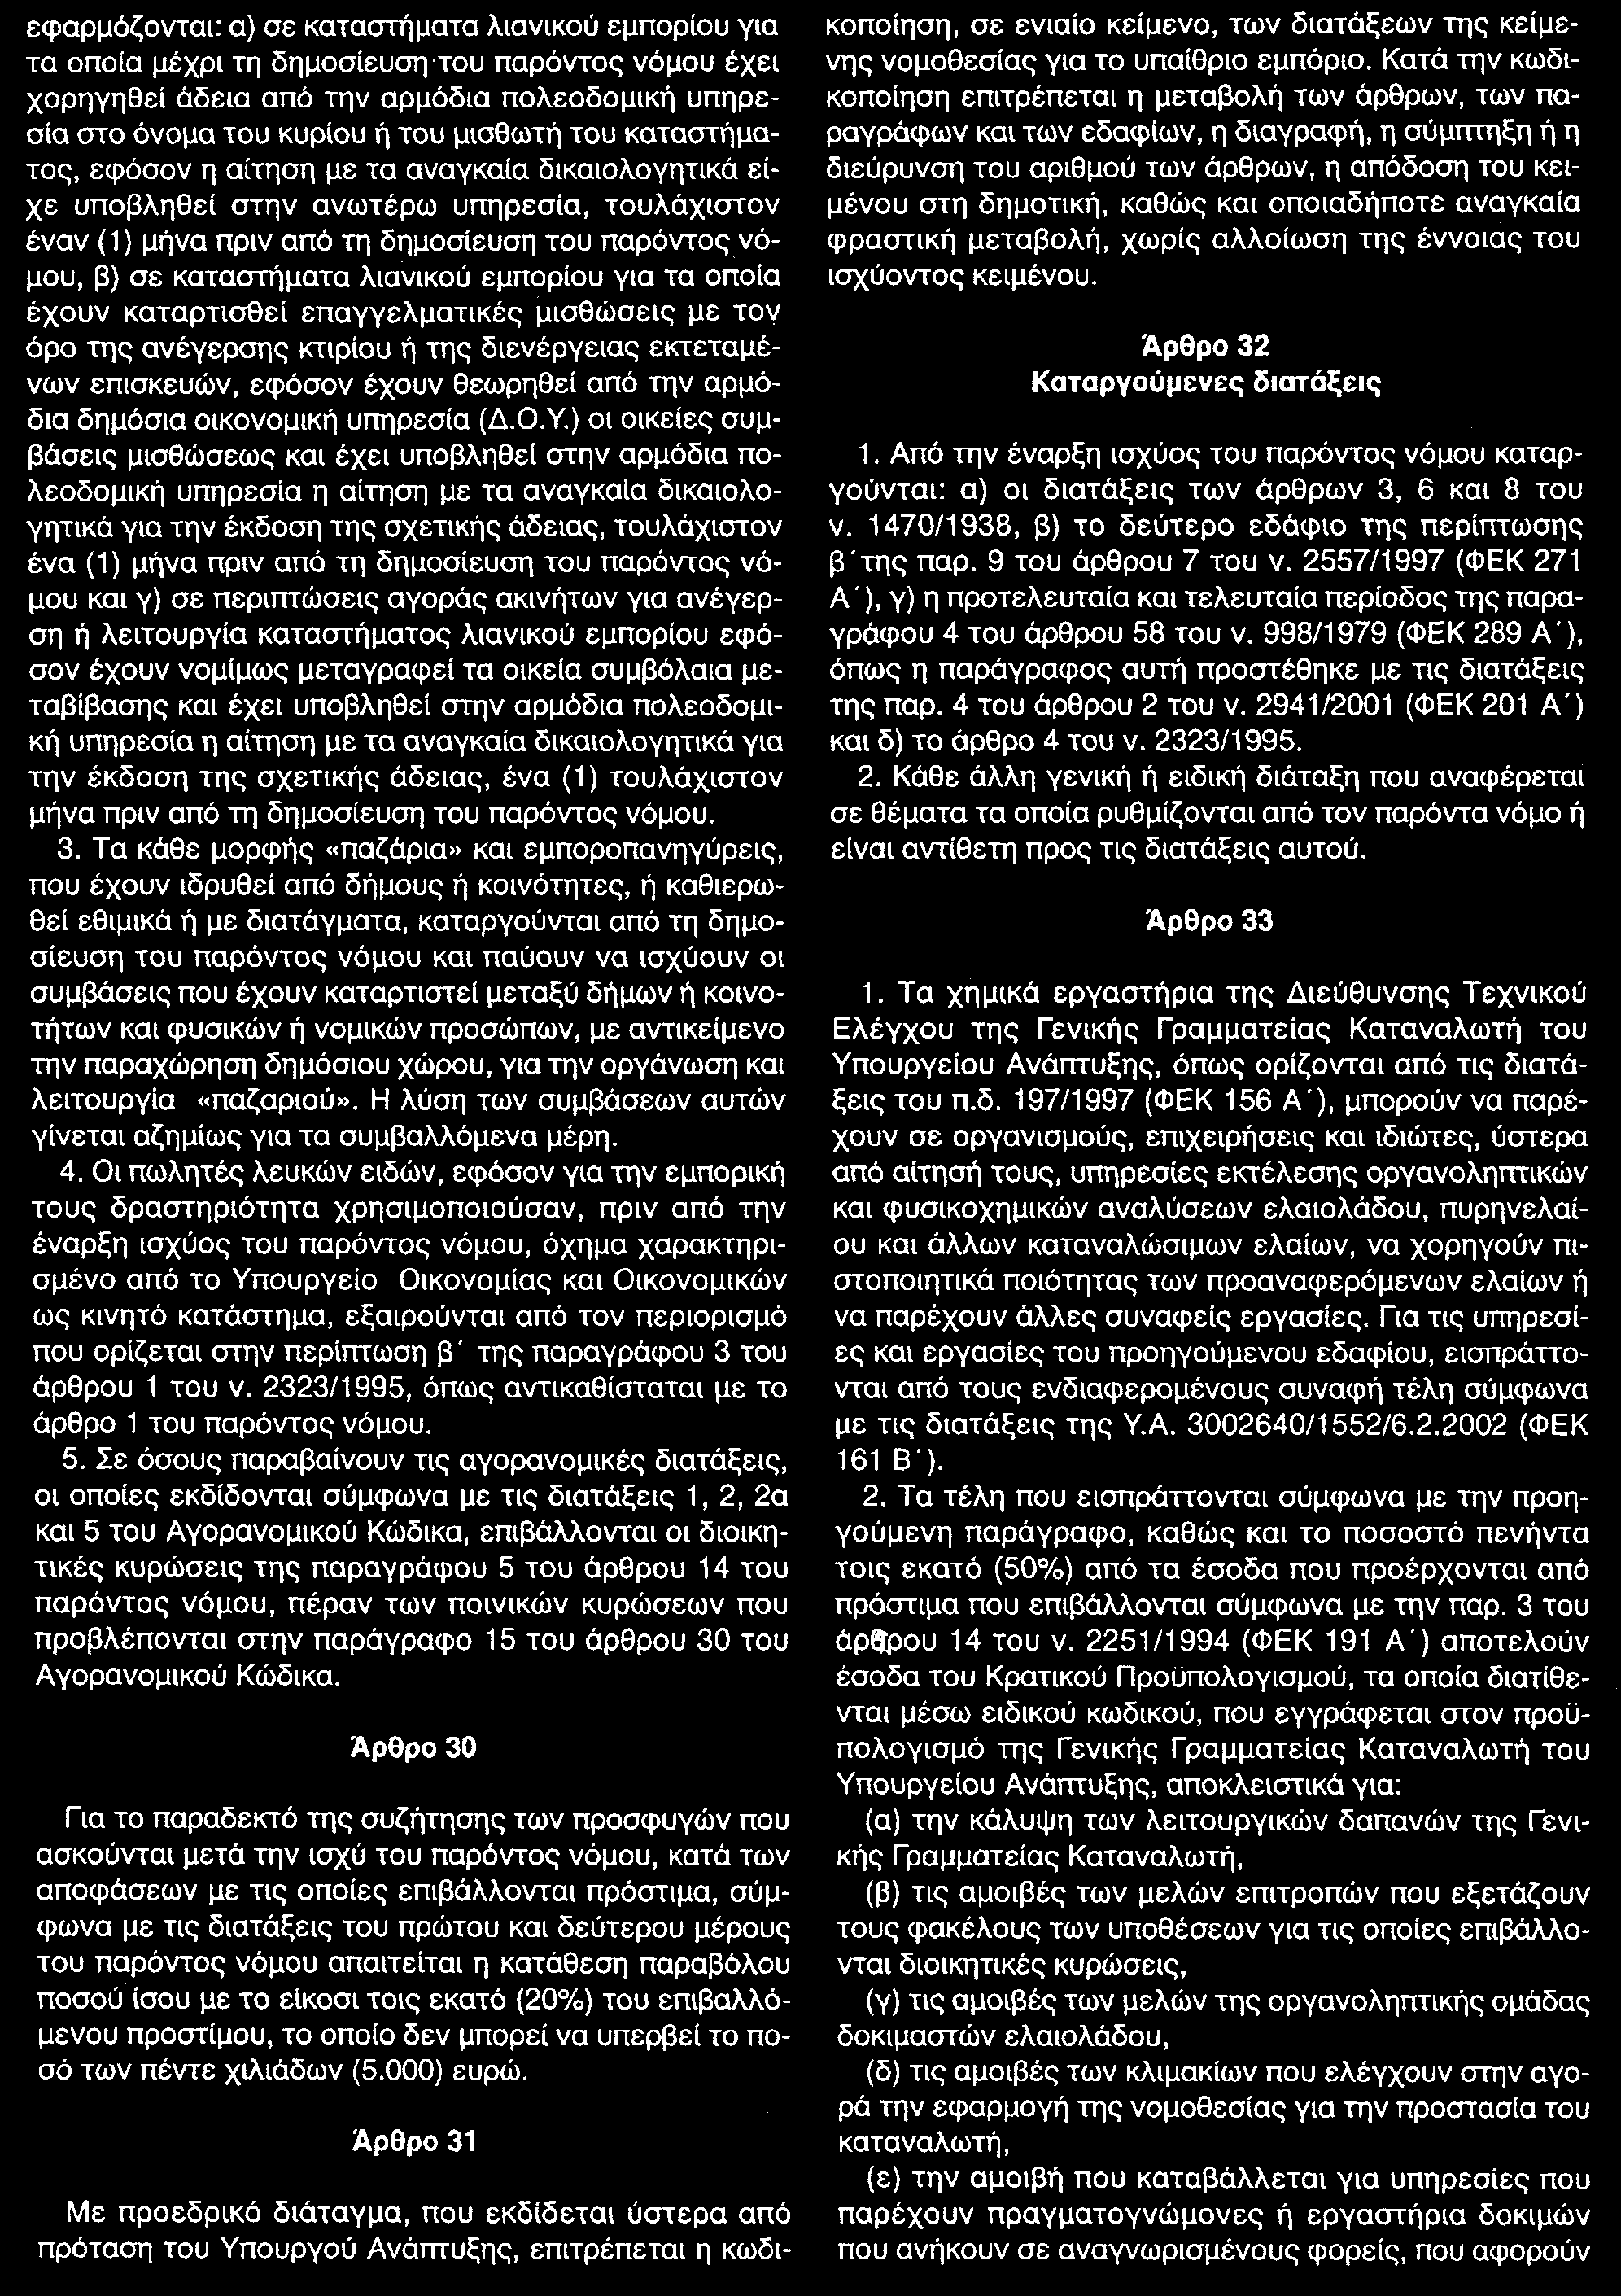 εφαρμόζονται: α) σε καταστήματα λιανικού εμπορίου για
τα οποία μέχρι τη δημοσίευση του παρόντος νόμου έχει
χορηγηθεί άδεια από την αρμόδια πολεοδομική υπηρε-
σία στο όνομα του κυρίου ή του μισθωτή του καταστήμα-
τος, εφόσον η αίτηση με τα αναγκαία δικαιολογητικά εί-
χε υποβληθεί στην ανωτέρω υπηρεσία, τουλάχιστον
έναν (1) μήνα πριν από τη δημοσίευση του παρόντος νό-
μου, β) σε καταστήματα λιανικού εμπορίου για τα οποία
έχουν καταρτισθεί επαγγελματικές μισθώσεις με τον
όρο της ανέγερσης κτιρίου ή της διενέργειας εκτεταμέ-
νων επισκευών, εφόσον έχουν θεωρηθεί από την αρμό-
δια δημόσια οικονομική υπηρεσία (Δ.Ο.Υ.) οι οικείες συμ-
βάσεις μισθώσεως και έχει υποβληθεί στην αρμόδια πο-
λεοδομική υπηρεσία η αίτηση με τα αναγκαία δικαιολο-
γητικά για την έκδοση της σχετικής άδειας, τουλάχιστον
ένα (1) μήνα πριν από τη δημοσίευση του παρόντος νό-
μου και γ) σε περιπτώσεις αγοράς ακινήτων για ανέγερ-
ση ή λειτουργία καταστήματος λιανικού εμπορίου εφό-
σον έχουν νομίμως μεταγραφεί τα οικεία συμβόλαια με-
ταβίβασης και έχει υποβληθεί στην αρμόδια πολεοδομι-
κή υπηρεσία η αίτηση με τα αναγκαία δικαιολογητικά για
την έκδοση της σχετικής άδειας, ένα (1) τουλάχιστον
μήνα πριν από τη δημοσίευση του παρόντος νόμου.
3. Τα κάθε μορφής «παζάρια» και εμποροπανηγύρεις,
που έχουν ιδρυθεί από δήμους ή κοινότητες, ή καθιερω-
θεί εθιμικά ή με διατάγματα, καταργούνται από τη δημο-
σίευση του παρόντος νόμου και παύουν να ισχύουν οι
συμβάσεις που έχουν καταρτιστεί μεταξύ δήμων ή κοινο-
τήτων και φυσικών ή νομικών προσώπων, με αντικείμενο
την παραχώρηση δημόσιου χώρου, για την οργάνωση και
λειτουργία «παζαριού». Η λύση των συμβάσεων αυτών
γίνεται αζημίως για τα συμβαλλόμενα μέρη.
4. Οι πωλητές λευκών ειδών, εφόσον για την εμπορική
τους δραστηριότητα χρησιμοποιούσαν, πριν από την
έναρξη ισχύος του παρόντος νόμου, όχημα χαρακτηρι-
σμένο από το Υπουργείο Οικονομίας και Οικονομικών
ως κινητό κατάστημα, εξαιρούνται από τον περιορισμό
που ορίζεται στην περίπτωση β΄ της παραγράφου 3 του
άρθρου 1 του ν. 2323/1995, όπως αντικαθίσταται με το
άρθρο 1 του παρόντος νόμου.
5. Σε όσους παραβαίνουν τις αγορανομικές διατάξεις,
οι οποίες εκδίδονται σύμφωνα με τις διατάξεις 1, 2, 2α
και 5 του Αγορανομικού Κώδικα, επιβάλλονται οι διοικη-
τικές κυρώσεις της παραγράφου 5 του άρθρου 14 του
παρόντος νόμου, πέραν των ποινικών κυρώσεων που
προβλέπονται στην παράγραφο 15 του άρθρου 30 του
Αγορανομικού Κώδικα.
Άρθρο 30
Για το παραδεκτό της συζήτησης των προσφυγών που
ασκούνται μετά την ισχύ του παρόντος νόμου, κατά των
αποφάσεων με τις οποίες επιβάλλονται πρόστιμα, σύμ-
φωνα με τις διατάξεις του πρώτου και δεύτερου μέρους
του παρόντος νόμου απαιτείται η κατάθεση παραβόλου
ποσού ίσου με το είκοσι τοις εκατό (20%) του επιβαλλό-
μενου προστίμου, το οποίο δεν μπορεί να υπερβεί το πο-
σό των πέντε χιλιάδων (5.000) ευρώ.
Άρθρο 31
Με προεδρικό διάταγμα, που εκδίδεται ύστερα από
πρόταση του Υπουργού Ανάπτυξης, επιτρέπεται η κωδι-
κοποίηση, σε ενιαίο κείμενο, των διατάξεων της κείμε-
νης νομοθεσίας για το υπαίθριο εμπόριο. Κατά την κωδι-
κοποίηση επιτρέπεται η μεταβολή των άρθρων, των πα-
ραγράφων και των εδαφίων, η διαγραφή, η σύμπτηξη ή η
διεύρυνση του αριθμού των άρθρων, η απόδοση του κει-
μένου στη δημοτική, καθώς και οποιαδήποτε αναγκαία
φραστική μεταβολή, χωρίς αλλοίωση της έννοιας του
ισχύοντος κειμένου.
Άρθρο 32
Καταργούμενες διατάξεις
1. Από την έναρξη ισχύος του παρόντος νόμου καταρ-
γούνται: α) οι διατάξεις των άρθρων 3, 6 και 8 του
ν. 1470/1938, β) το δεύτερο εδάφιο της περίπτωσης
β΄της παρ. 9 του άρθρου 7 του ν. 2557/1997 (ΦΕΚ 271
Α΄), γ) η προτελευταία και τελευταία περίοδος της παρα-
γράφου 4 του άρθρου 58 του ν. 998/1979 (ΦΕΚ 289 Α΄),
όπως η παράγραφος αυτή προστέθηκε με τις διατάξεις
της παρ. 4 του άρθρου 2 του ν. 2941/2001 (ΦΕΚ 201 Α΄)
και δ) το άρθρο 4 του ν. 2323/1995.
2. Κάθε άλλη γενική ή ειδική διάταξη που αναφέρεται
σε θέματα τα οποία ρυθμίζονται από τον παρόντα νόμο ή
είναι αντίθετη προς τις διατάξεις αυτού.
Άρθρο 33
1. Τα χημικά εργαστήρια της Διεύθυνσης Τεχνικού
Ελέγχου της Γενικής Γραμματείας Καταναλωτή του
Υπουργείου Ανάπτυξης, όπως ορίζονται από τις διατά-
ξεις του π.δ. 197/1997 (ΦΕΚ 156 Α΄), μπορούν να παρέ-
χουν σε οργανισμούς, επιχειρήσεις και ιδιώτες, ύστερα
από αίτησή τους, υπηρεσίες εκτέλεσης οργανοληπτικών
και φυσικοχημικών αναλύσεων ελαιολάδου, πυρηνελαί-
ου και άλλων καταναλώσιμων ελαίων, να χορηγούν πι-
στοποιητικά ποιότητας των προαναφερόμενων ελαίων ή
να παρέχουν άλλες συναφείς εργασίες. Για τις υπηρεσί-
ες και εργασίες του προηγούμενου εδαφίου, εισπράττο-
νται από τους ενδιαφερομένους συναφή τέλη σύμφωνα
με τις διατάξεις της Υ.Α. 3002640/1552/6.2.2002 (ΦΕΚ
161 Β΄).
2. Τα τέλη που εισπράττονται σύμφωνα με την προη-
γούμενη παράγραφο, καθώς και το ποσοστό πενήντα
τοις εκατό (50%) από τα έσοδα που προέρχονται από
πρόστιμα που επιβάλλονται σύμφωνα με την παρ. 3 του
άρθρου 14 του ν. 2251/1994 (ΦΕΚ 191 Α΄) αποτελούν
έσοδα του Κρατικού Προϋπολογισμού, τα οποία διατίθε-
νται μέσω ειδικού κωδικού, που εγγράφεται στον προϋ-
πολογισμό της Γενικής Γραμματείας Καταναλωτή του
Υπουργείου Ανάπτυξης, αποκλειστικά για:
(α) την κάλυψη των λειτουργικών δαπανών της Γενι-
κής Γραμματείας Καταναλωτή,
(β) τις αμοιβές των μελών επιτροπών που εξετάζουν
τους φακέλους των υποθέσεων για τις οποίες επιβάλλο-
νται διοικητικές κυρώσεις,
(γ) τις αμοιβές των μελών της οργανοληπτικής ομάδας
δοκιμαστών ελαιολάδου,
(δ) τις αμοιβές των κλιμακίων που ελέγχουν στην αγο-
ρά την εφαρμογή της νομοθεσίας για την προστασία του
καταναλωτή,
(ε) την αμοιβή που καταβάλλεται για υπηρεσίες που
παρέχουν πραγματογνώμονες ή εργαστήρια δοκιμών
που ανήκουν σε αναγνωρισμένους φορείς, που αφορούν